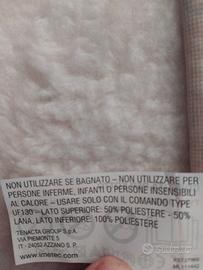 NON UTILIZZARE SE BAGNATO – NON UTILIZZARE PER
PERSONE INFERME, INFANTI O PERSONE INSENSIBILI
AL CALORE – USARE SOLO CON IL COMANDO TYPE
UF130 – LATO SUPERIORE: 50% POLIESTERE - 50%
LANA, LATO INFERIORE: 100% POLIESTERE
TENACTA GROUP S.p.A.
VIA PIEMONTE 5
IT - 24052 AZZANO S. P.
www.imetec.com